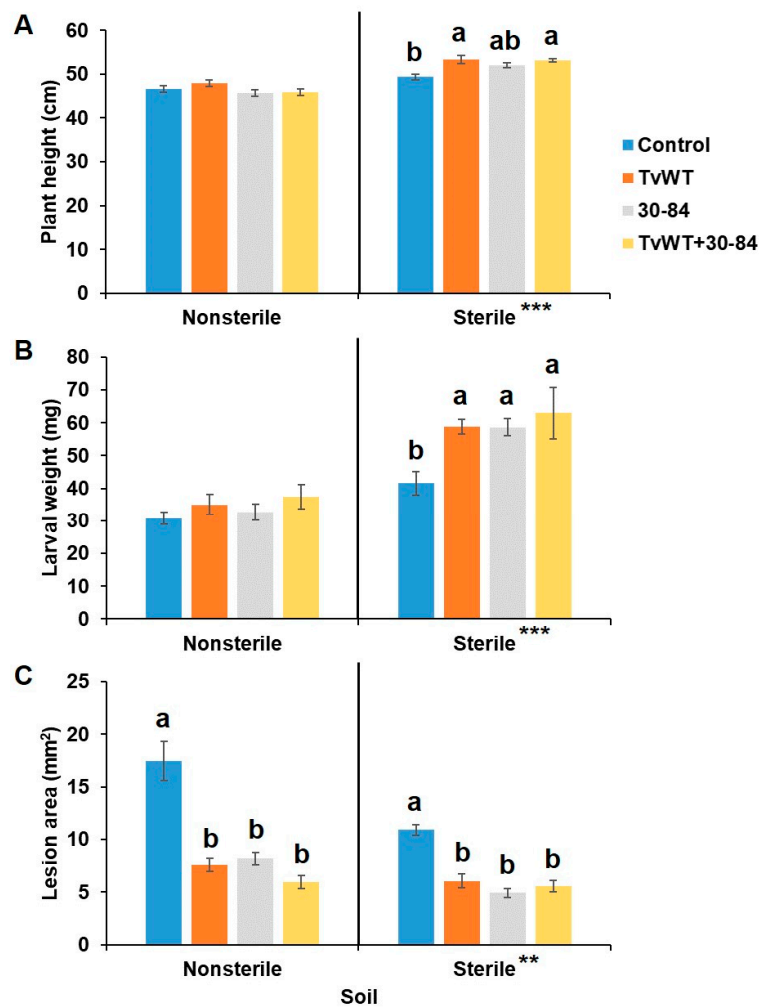 A
60
50
40
30
20
10
0
Plant height (cm)
b
a
ab
a
Nonsterile
Sterile***
Control
TvWT
30-84
TvWT+30-84
B
80
70
60
50
40
30
20
10
0
Larval weight (mg)
b
a
a
a
Nonsterile
Sterile***
C
25
20
15
10
5
0
Lesion area (mm²)
a
b
b
b
a
b
b
b
Nonsterile
Sterile**
Soil